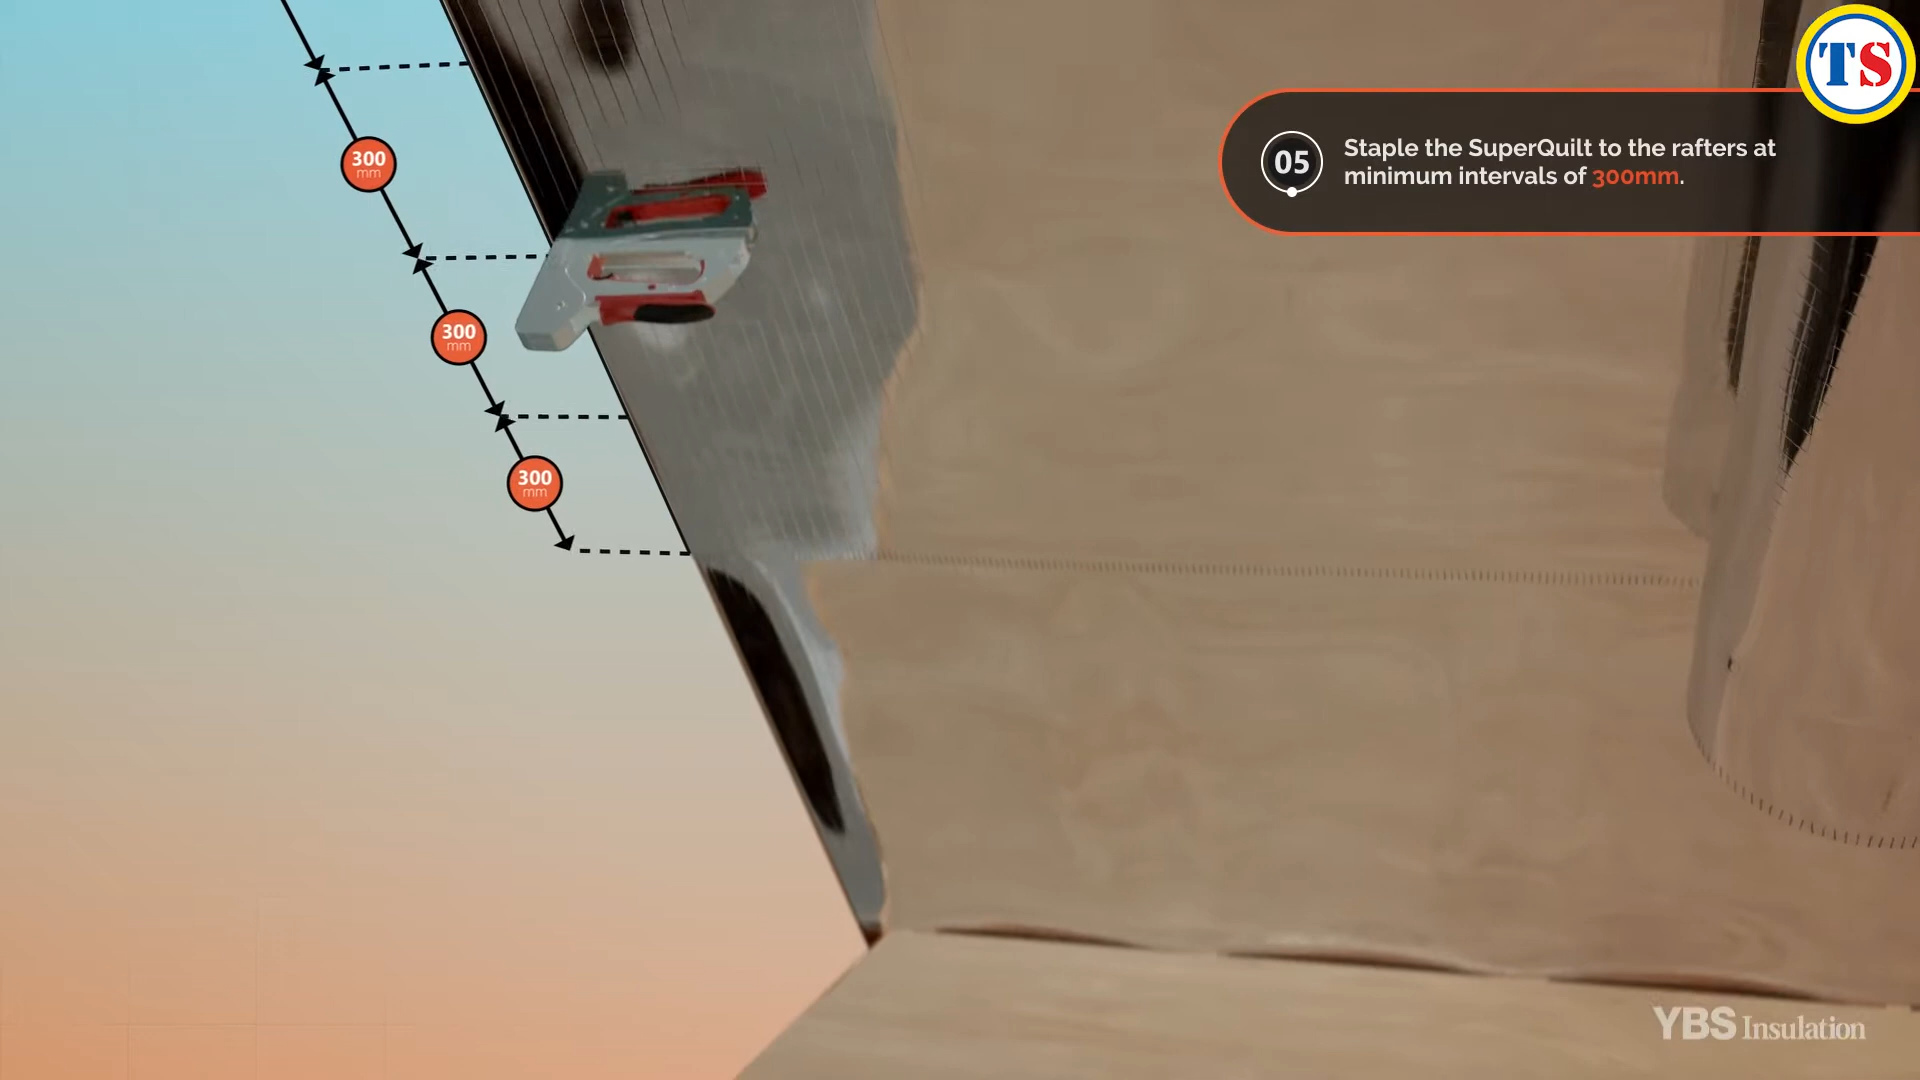 TS
05
Staple the SuperQuilt to the rafters at
minimum intervals of 300mm.
300
mm
300
mm
300
mm
YBS Insulation